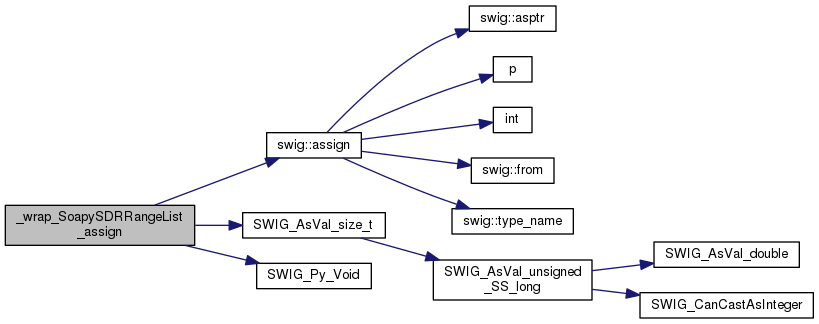 swig::asptr
p
int
swig::assign
swig::from
_wrap_SoapySDRRangeList
_assign
swig::type_name
SWIG_AsVal_size_t
SWIG_Py_Void
SWIG_AsVal_unsigned
_SS_long
SWIG_AsVal_double
SWIG_CanCastAsInteger